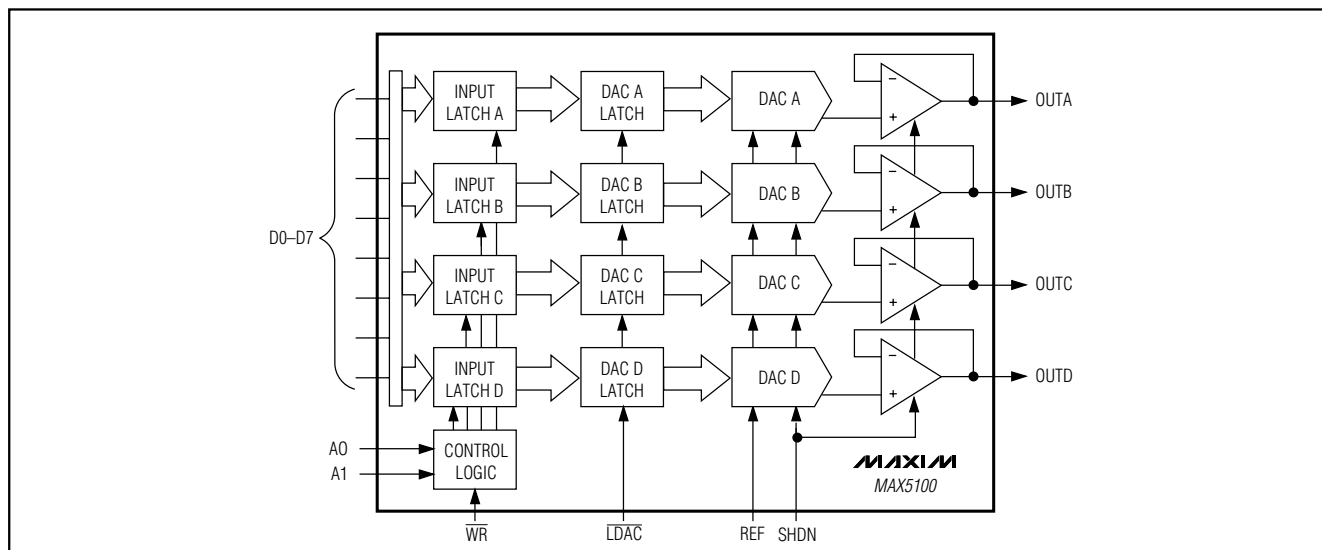 INPUT
LATCH A
DAC A
LATCH
DAC A
−
+
OUTA
INPUT
LATCH B
DAC B
LATCH
DAC B
−
+
OUTB
D0–D7
INPUT
LATCH C
DAC C
LATCH
DAC C
−
+
OUTC
INPUT
LATCH D
DAC D
LATCH
DAC D
−
+
OUTD
A0
A1
CONTROL
LOGIC
MAXIM
MAX5100
WR
LDAC
REF
SHDN